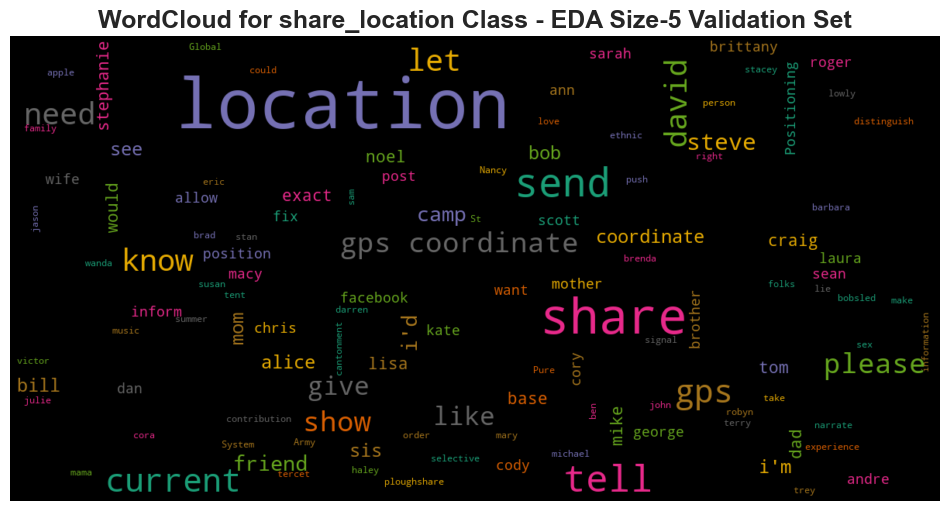 WordCloud for share_location Class - EDA Size-5 Validation Set
Global
let
sarah
brittany
apple
could
stephanie
location
david
stacey
roger
Positioning
person
lowly
need
ann
love
family
distinguish
ethnic
steve
see
noel
bob
right
wife
eric
post
Nancy
send
push
would
allow
exact
sam
jason
fix
camp
St
scott
barbara
brad
stan
gps coordinate
coordinate
craig
know
position
wanda
macy
brenda
laura
sean
susan
tent
facebook
want
mother
folks
lie
bobsled
make
inform
summer
darren
share
brother
music
mom
chris
cantonment
i'd
kate
signal
information
victor
alice
lisa
Pure
cory
tom
sex
please
bill
dan
give
base
gps
take
julie
contribution
show
like
ben
john
robyn
terry
narrate
cora
System
Army
order
mary
mike
george
dad
experience
friend
sis
michael
mama
tercet
haley
selective
cody
i'm
current
ploughshare
tell
trey
andre